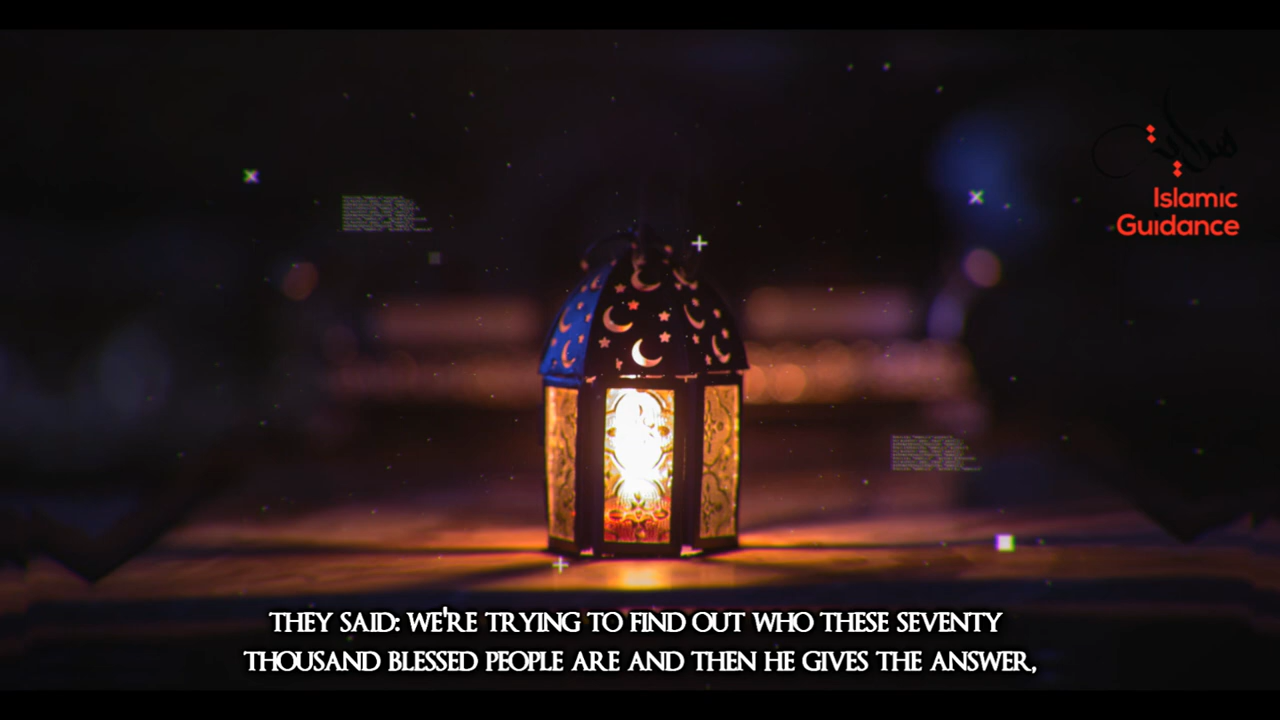 Islamic
Guidance
THEY SAID: WE'RE TRYING TO FIND OUT WHO THESE SEVENTY
THOUSAND BLESSED PEOPLE ARE AND THEN HE GIVES THE ANSWER,